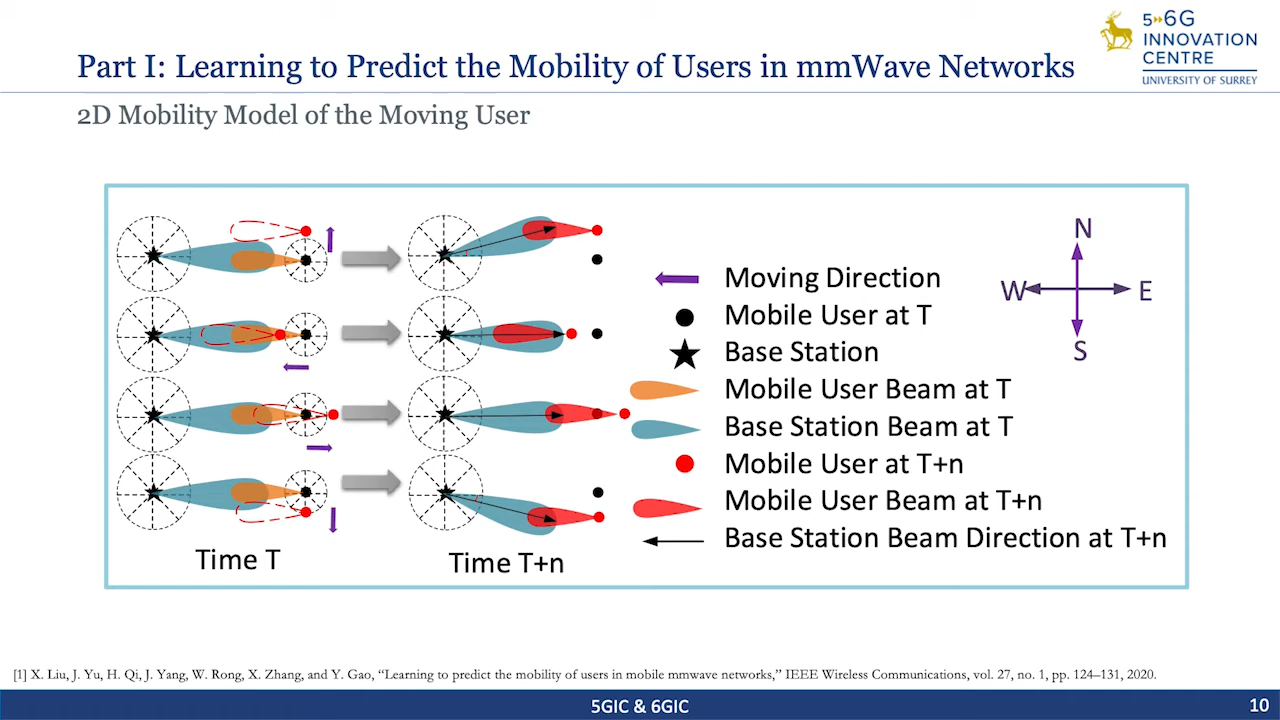 5 6G
INNOVATION
CENTRE
UNIVERSITY OF SURREY
Part I: Learning to Predict the Mobility of Users in mmWave Networks
2D Mobility Model of the Moving User
N
W E
S
Moving Direction
Mobile User at T
Base Station
Mobile User Beam at T
Base Station Beam at T
Mobile User at T+n
Mobile User Beam at T+n
Base Station Beam Direction at T+n
Time T
Time T+n
[1] X. Liu, J. Yu, H. Qi, J. Yang, W. Rong, X. Zhang, and Y. Gao, “Learning to predict the mobility of users in mobile mmwave networks,” IEEE Wireless Communications, vol. 27, no. 1, pp. 124–131, 2020.
5GIC & 6GIC
10